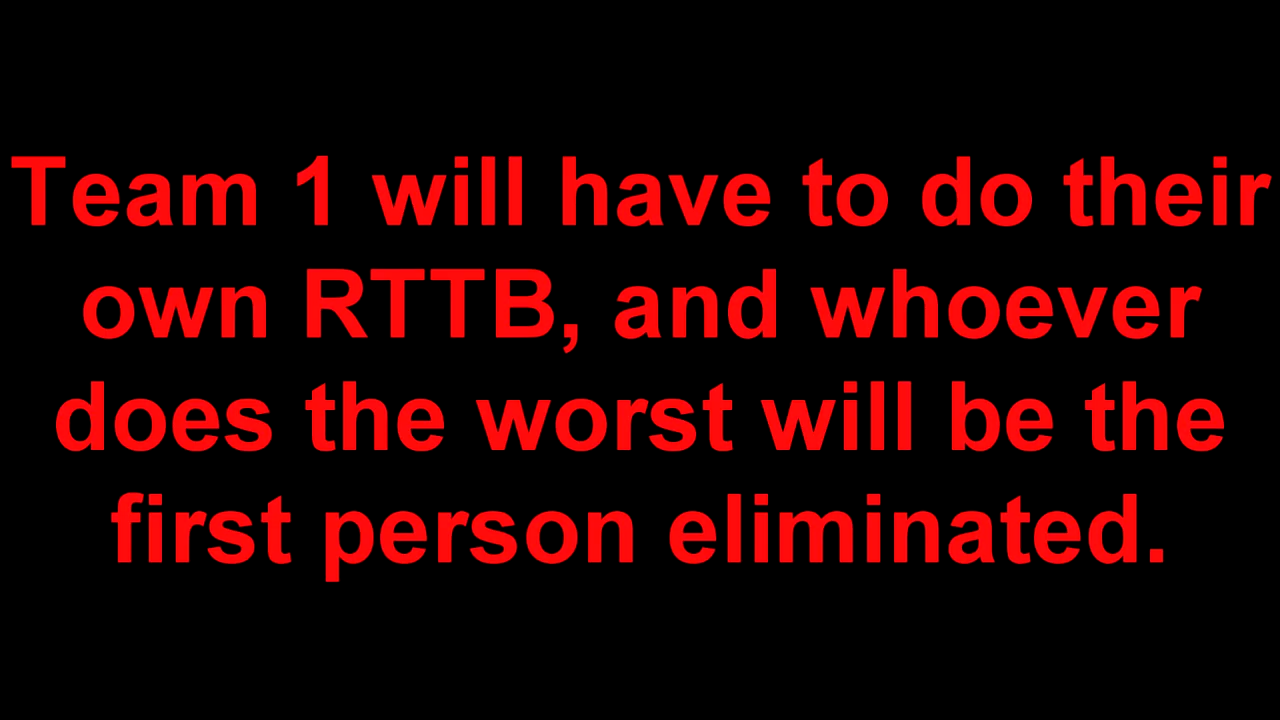 Team 1 will have to do their
own RTTB, and whoever
does the worst will be the
first person eliminated.